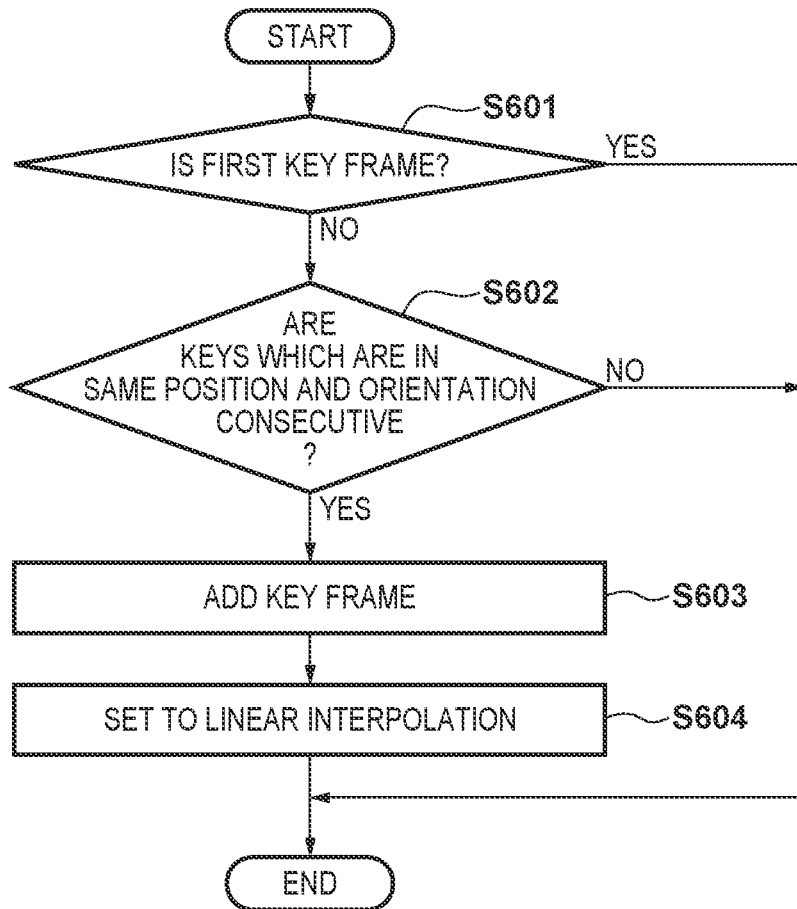 START
S601
IS FIRST KEY FRAME?
YES
NO
S602
ARE
KEYS WHICH ARE IN
SAME POSITION AND ORIENTATION
CONSECUTIVE
?
NO
YES
ADD KEY FRAME
S603
SET TO LINEAR INTERPOLATION
S604
END